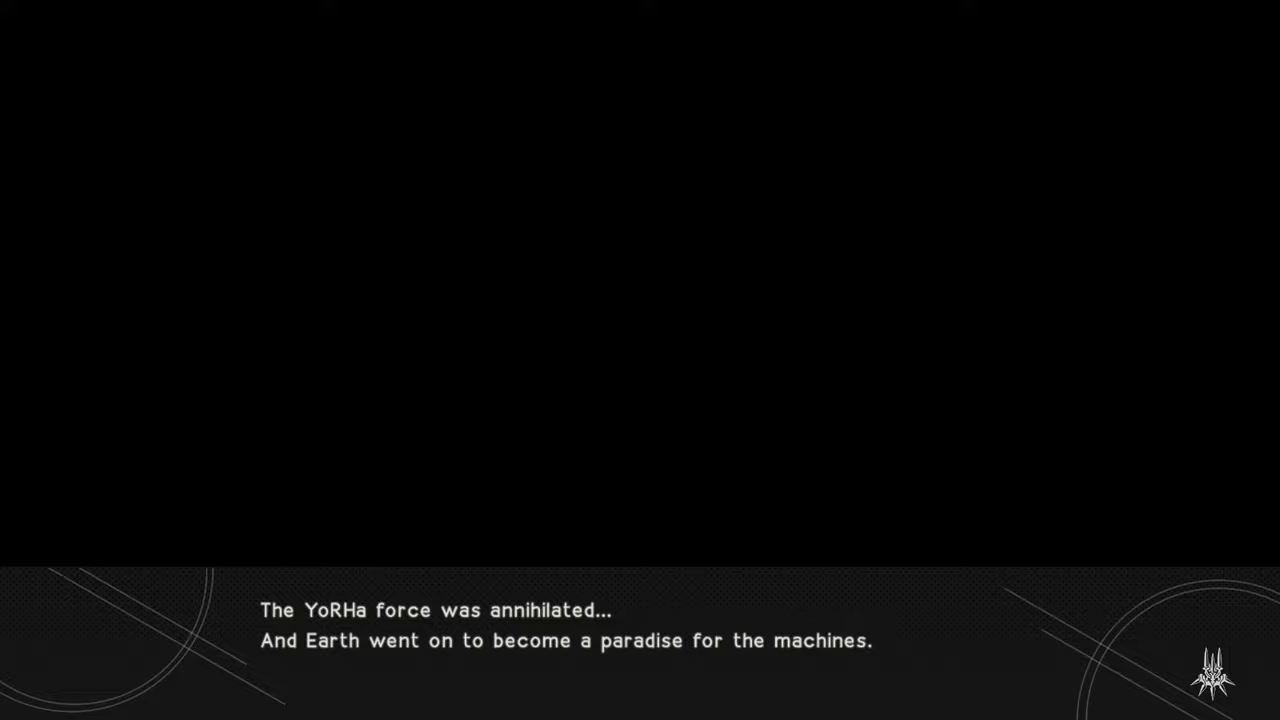 The YoRHa force was annihilated...
And Earth went on to become a paradise for the machines.